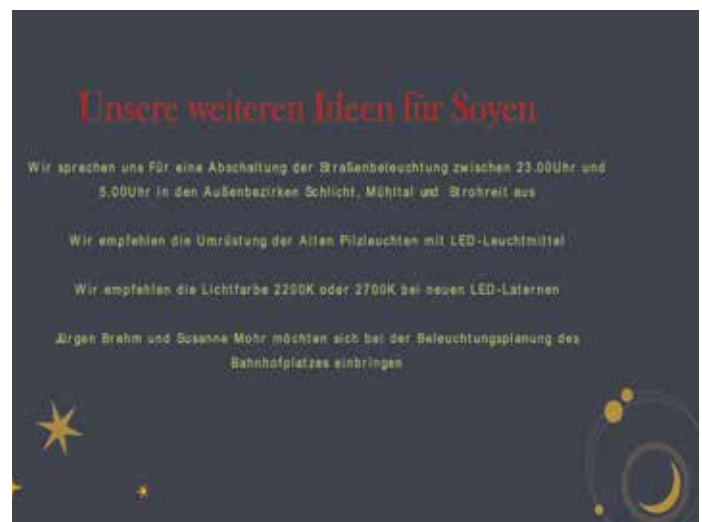 Unsere weiteren Ideen für Soyen
Wir sprechen uns Für eine Abschaltung der Straßenbeleuchtung zwischen 23.00Uhr und
5.00Uhr in den Außenbezirken Schlicht, Mühltal und Strohreit aus
Wir empfehlen die Umrüstung der Alten Pilzleuchten mit LED-Leuchtmittel
Wir empfehlen die Lichtfarbe 2200K oder 2700K bei neuen LED-Laternen
Jürgen Brehm und Susanne Mohr möchten sich bei der Beleuchtungsplanung des
Bahnhofplatzes einbringen